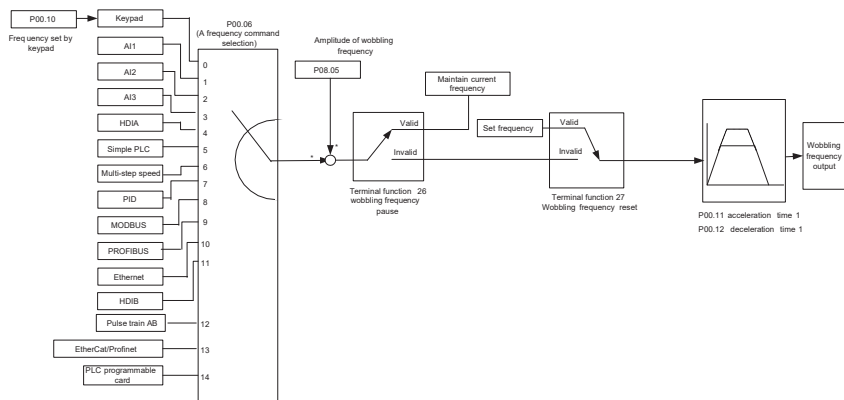 P00.10
Frequency set by
keypad
Keypad
AI1
AI2
AI3
HDIA
Simple PLC
Multi-step speed
PID
MODBUS
PROFIBUS
Ethernet
HDIB
Pulse train AB
EtherCat/Profinet
PLC programmable
card
P00.06
(A frequency command
selection)
0
1
2
3
4
5
6
7
8
9
10
11
12
13
14
Amplitude of wobbling
frequency
P08.05
*
*
Valid
Invalid
Terminal function 26
wobbling frequency
pause
Maintain current
frequency
Set frequency
Valid
Invalid
Terminal function 27
Wobbling frequency reset
P00.11 acceleration time 1
P00.12 deceleration time 1
Wobbling
frequency
output